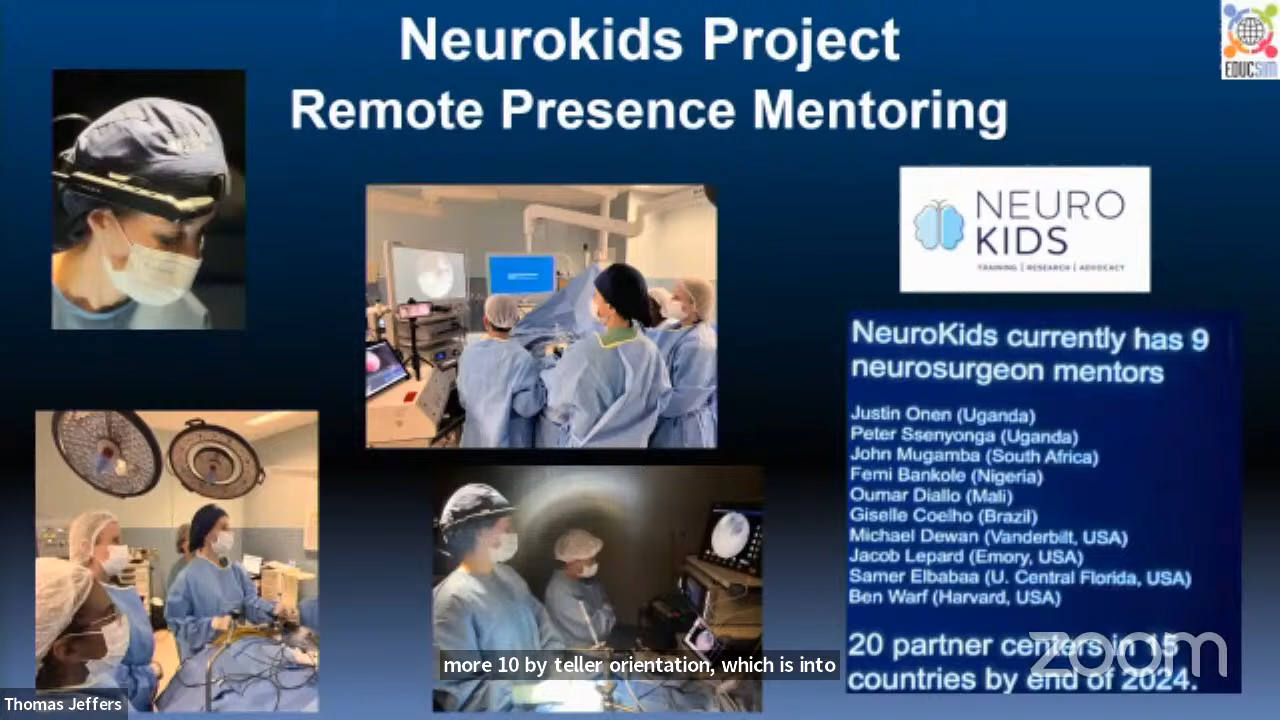 Neurokids Project
Remote Presence Mentoring
EDUCSIM
NEURO
KIDS
TRAINING | RESEARCH | ADVOCACY
NeuroKids currently has 9
neurosurgeon mentors
Justin Onen (Uganda)
Peter Ssenyonga (Uganda)
John Mugamba (South Africa)
Femi Bankole (Nigeria)
Oumar Diallo (Mali)
Giselle Coelho (Brazil)
Michael Dewan (Vanderbilt, USA)
Jacob Lepard (Emory, USA)
Samer Elbabaa (U. Central Florida, USA)
Ben Warf (Harvard, USA)
20 partner centers in 15
countries by end of 2024.
zoom
more 10 by teller orientation, which is into
Thomas Jeffers